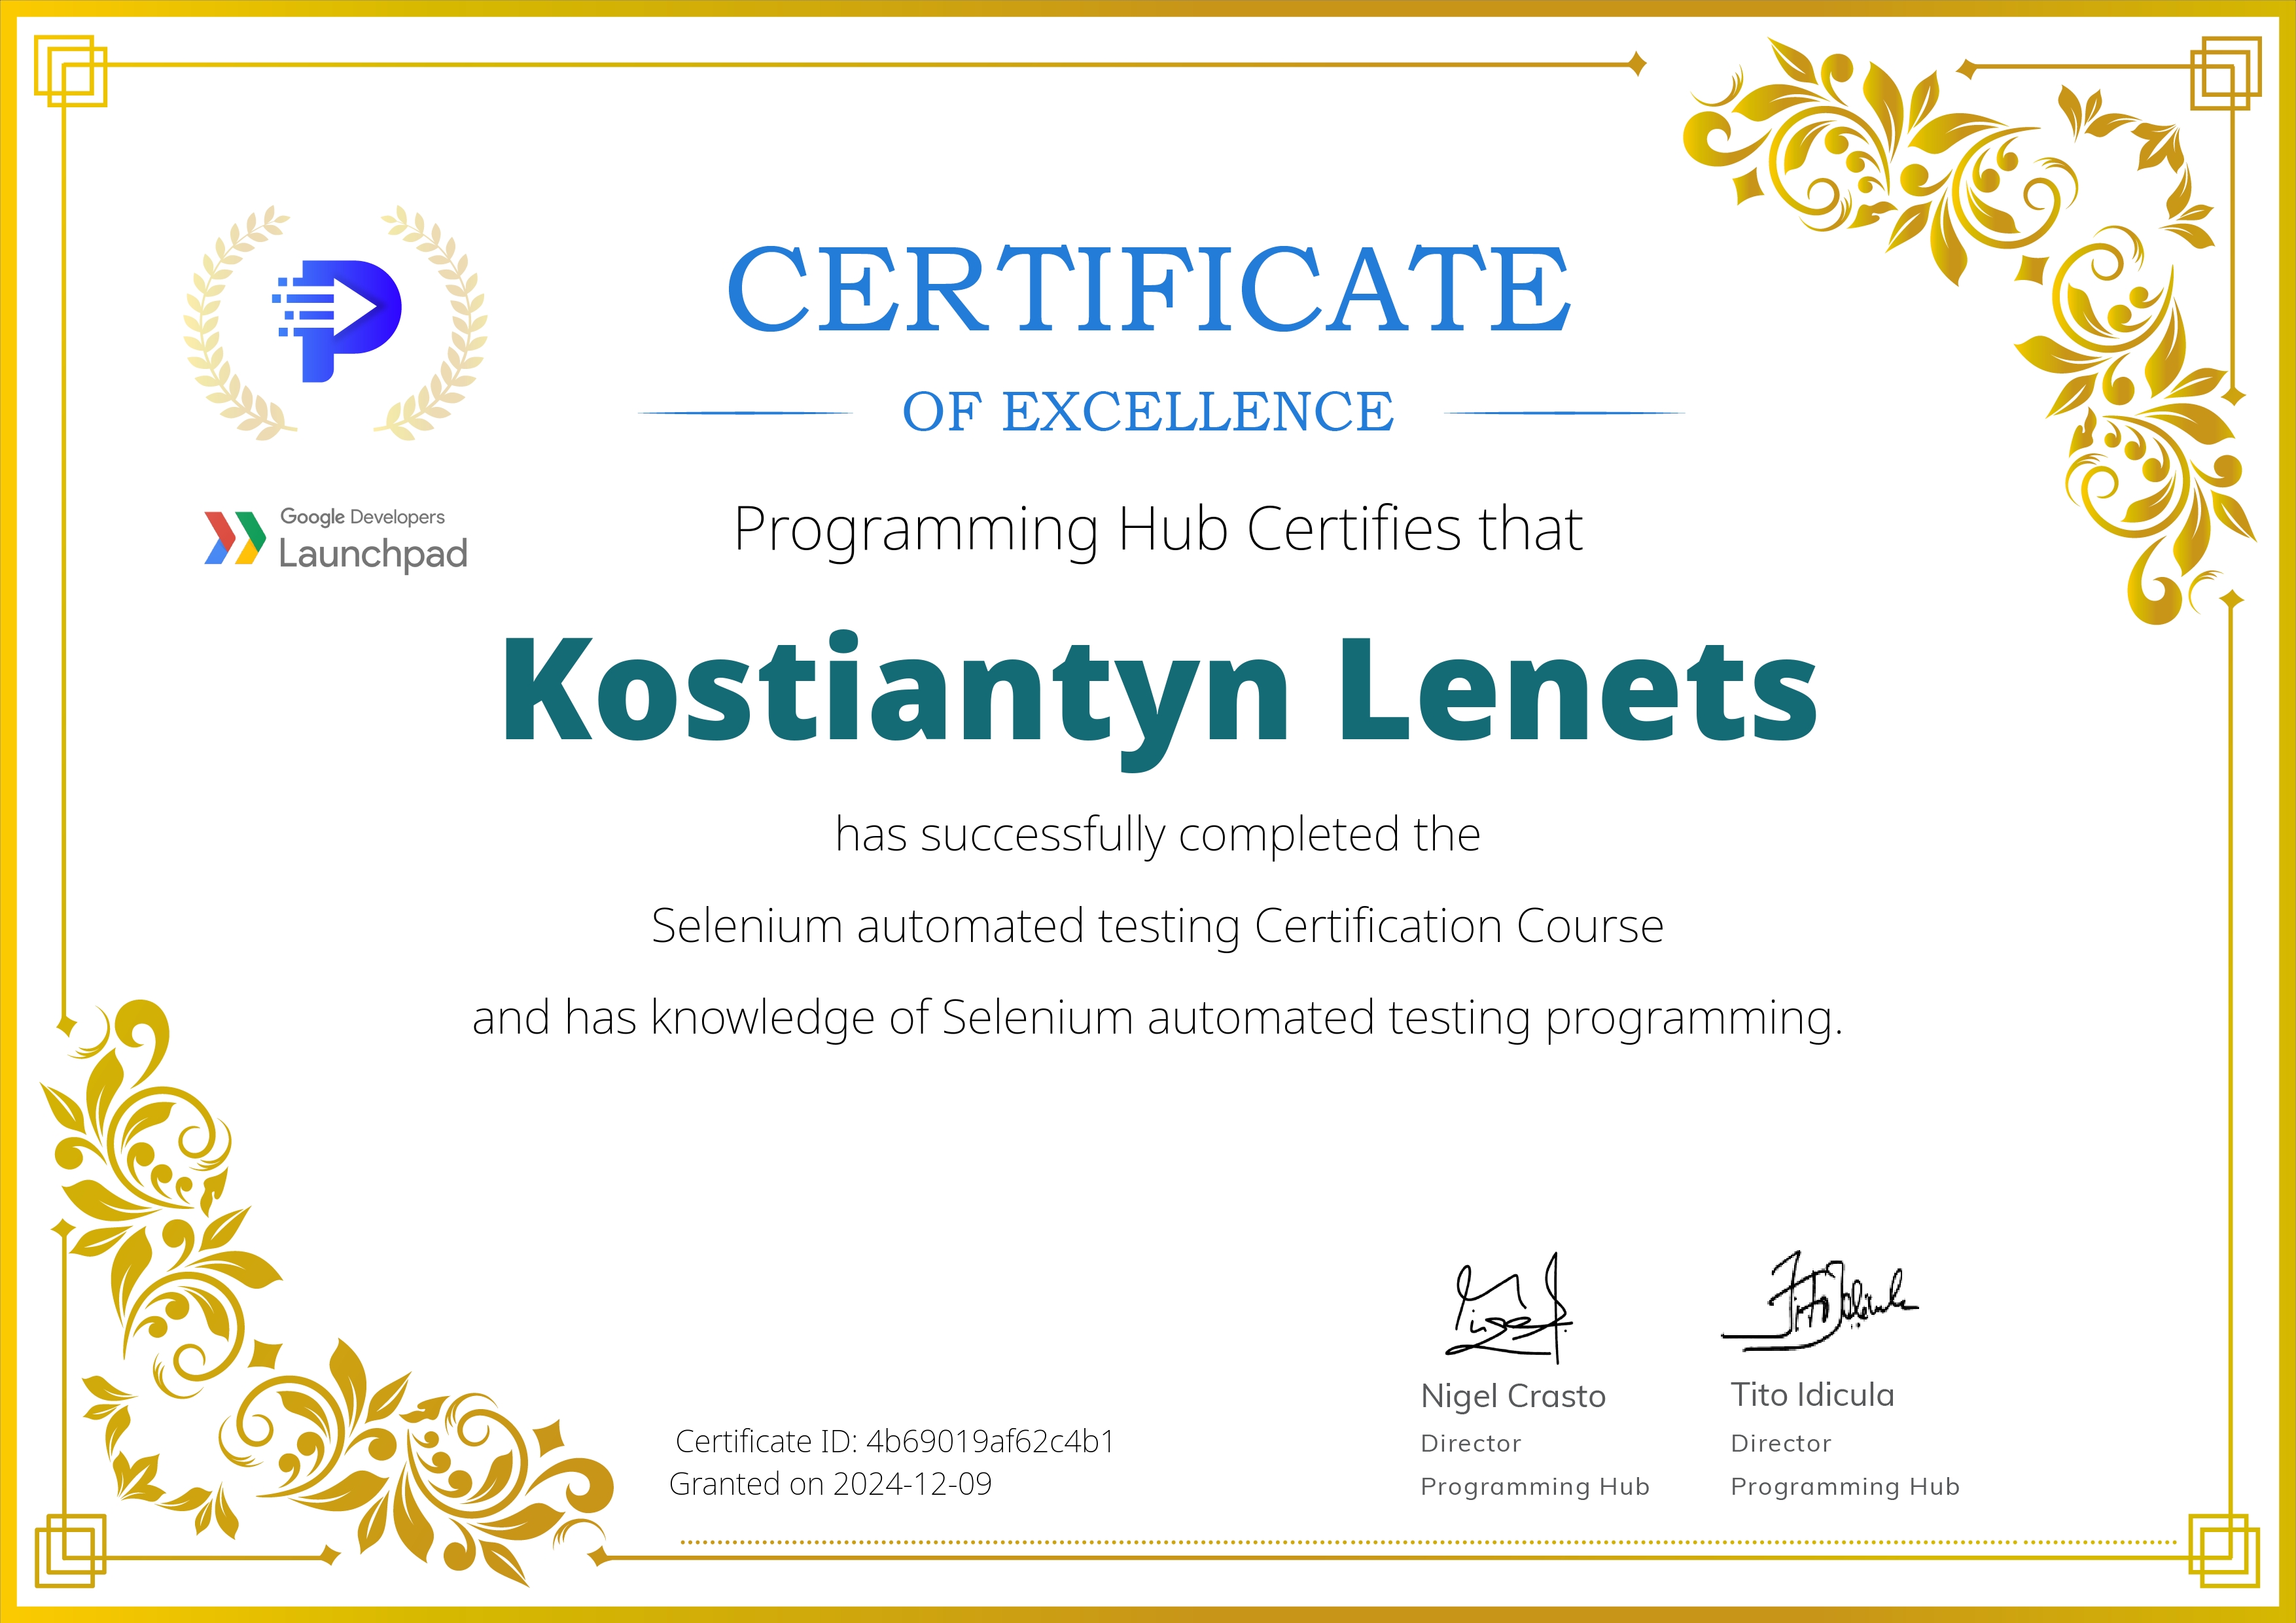 CERTIFICATE
OF EXCELLENCE
Google Developers
Launchpad
Programming Hub Certifies that
Kostiantyn Lenets
has successfully completed the
Selenium automated testing Certification Course
and has knowledge of Selenium automated testing programming.
Certificate ID: 4b69019af62c4b1
Granted on 2024-12-09
Nigel Crasto
Director
Programming Hub
Tito Idicula
Tito Idicula
Director
Programming Hub